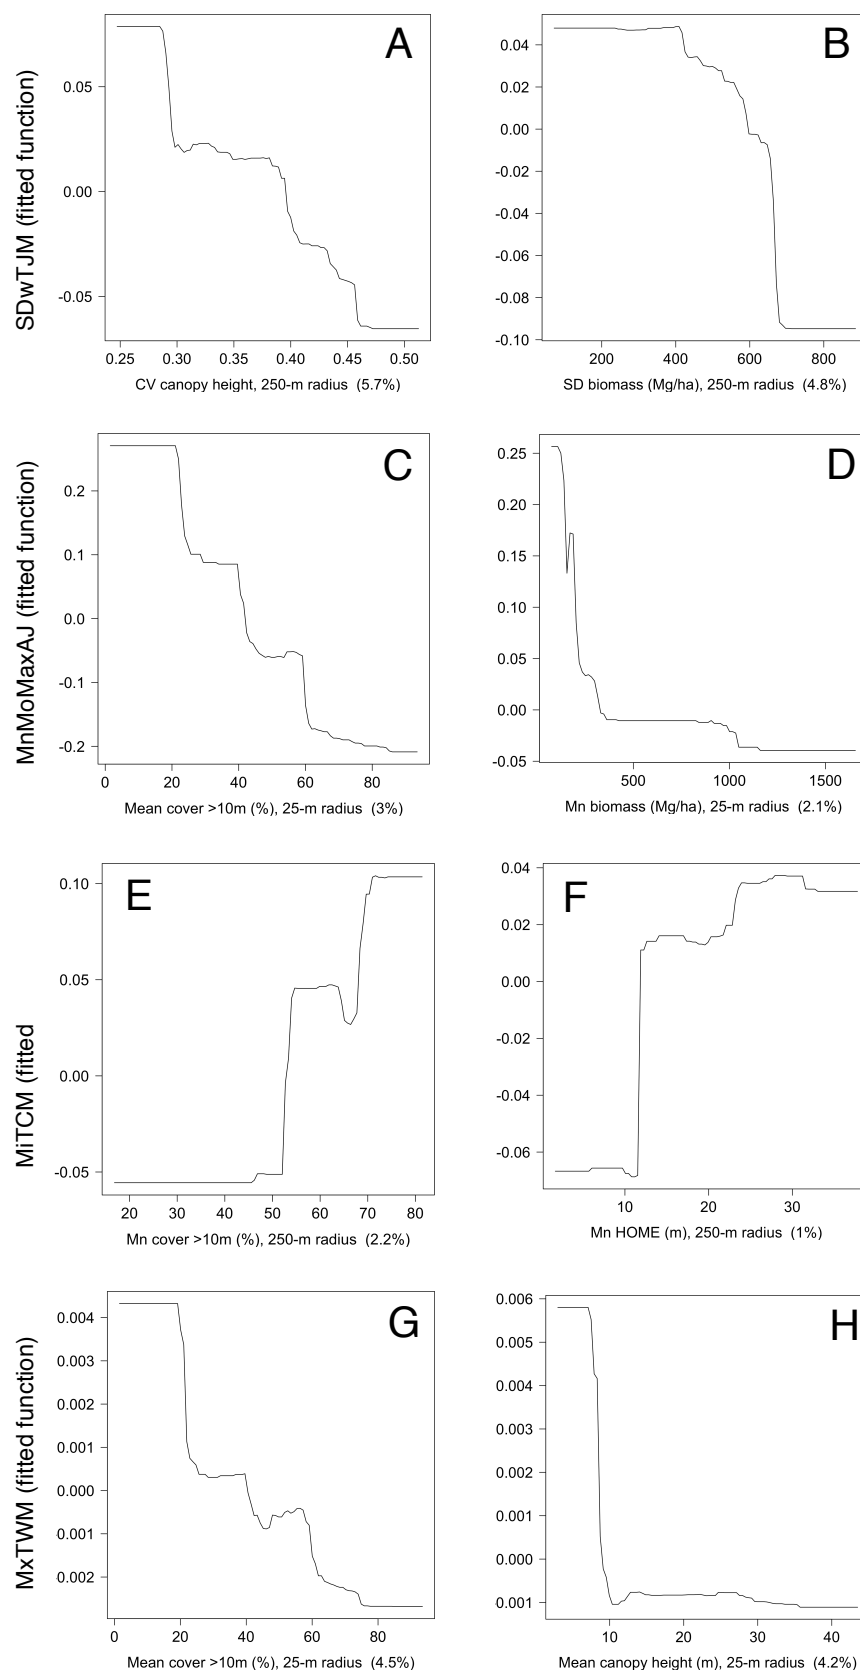 A
SDwTJM (fitted function)
0.05
0.00
-0.05
0.25 0.30 0.35 0.40 0.45 0.50
CV canopy height, 250-m radius (5.7%)
B
0.04
0.02
0.00
-0.02
-0.04
-0.06
-0.08
-0.10
200 400 600 800
SD biomass (Mg/ha), 250-m radius (4.8%)
C
MnMoMaxAJ (fitted function)
0.2
0.1
0.0
-0.1
-0.2
0 20 40 60 80
Mean cover >10m (%), 25-m radius (3%)
D
0.25
0.20
0.15
0.10
0.05
0.00
-0.05
500 1000 1500
Mn biomass (Mg/ha), 25-m radius (2.1%)
E
MiTCM (fitted
0.10
0.05
0.00
-0.05
20 30 40 50 60 70 80
Mn cover >10m (%), 250-m radius (2.2%)
F
0.04
0.02
0.00
-0.02
-0.04
-0.06
10 20 30
Mn HOME (m), 250-m radius (1%)
G
MxTWM (fitted function)
0.004
0.003
0.002
0.001
0.000
0.001
0.002
0 20 40 60 80
Mean cover >10m (%), 25-m radius (4.5%)
H
0.006
0.005
0.004
0.003
0.002
0.001
0.000
0.001
10 20 30 40
Mean canopy height (m), 25-m radius (4.2%)